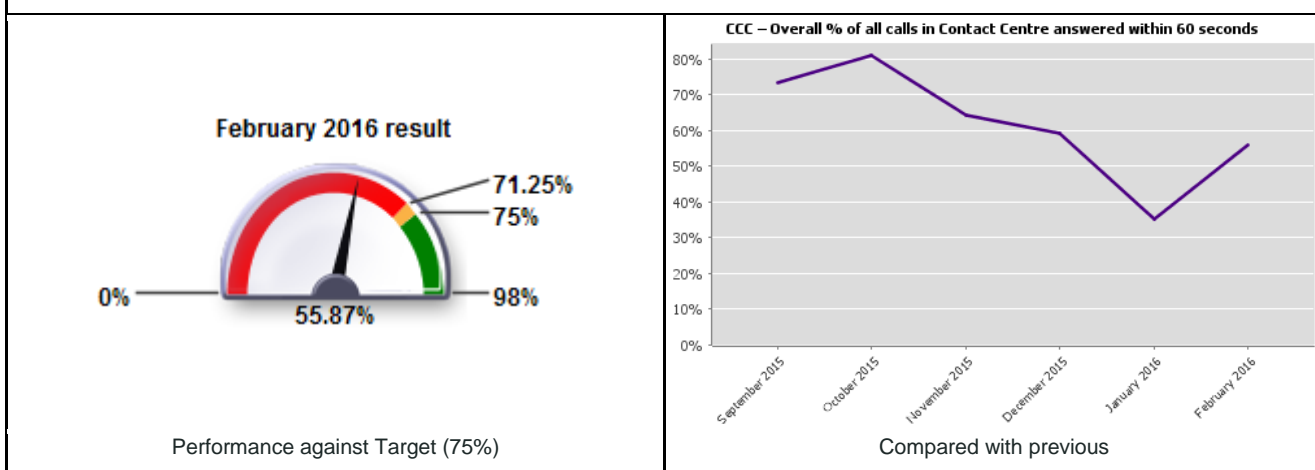 February 2016 result
71.25%
75%
0%
98%
55.87%
Performance against Target (75%)
CCC – Overall % of all calls in Contact Centre answered within 60 seconds
80%
70%
60%
50%
40%
30%
20%
10%
0%
September 2015
October 2015
November 2015
December 2015
January 2016
February 2016
Compared with previous